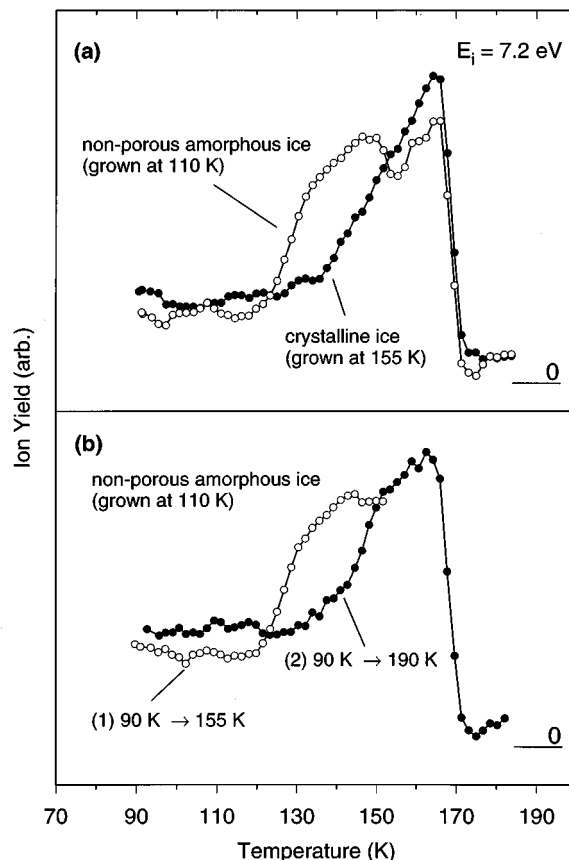 (a)
E_i = 7.2 eV
non-porous amorphous ice
(grown at 110 K)
crystalline ice
(grown at 155 K)
0
Ion Yield (arb.)
(b)
non-porous amorphous ice
(grown at 110 K)
(2) 90 K → 190 K
(1) 90 K → 155 K
0
70 90 110 130 150 170 190
Temperature (K)